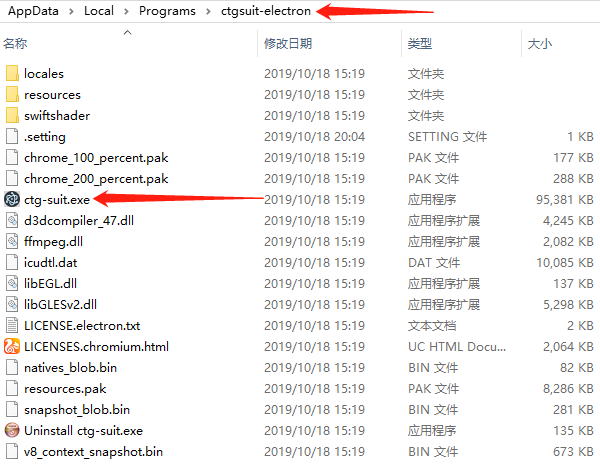 AppData > Local > Programs > ctgsuit-electron
名称 修改日期 类型 大小
locales 2019/10/18 15:19 文件夹
resources 2019/10/18 15:19 文件夹
swiftshader 2019/10/18 15:19 文件夹
.setting 2019/10/18 20:04 SETTING 文件 1 KB
chrome_100_percent.pak 2019/10/18 15:19 PAK 文件 177 KB
chrome_200_percent.pak 2019/10/18 15:19 PAK 文件 288 KB
ctg-suit.exe 2019/10/18 15:19 应用程序 95,381 KB
d3dcompiler_47.dll 2019/10/18 15:19 应用程序扩展 4,245 KB
ffmpeg.dll 2019/10/18 15:19 应用程序扩展 2,082 KB
icudtl.dat 2019/10/18 15:19 DAT 文件 10,085 KB
libEGL.dll 2019/10/18 15:19 应用程序扩展 137 KB
libGLESv2.dll 2019/10/18 15:19 应用程序扩展 5,298 KB
LICENSE.electron.txt 2019/10/18 15:19 文本文档 2 KB
LICENSES.chromium.html 2019/10/18 15:19 UC HTML Docu... 2,064 KB
natives_blob.bin 2019/10/18 15:19 BIN 文件 82 KB
resources.pak 2019/10/18 15:19 PAK 文件 8,286 KB
snapshot_blob.bin 2019/10/18 15:19 BIN 文件 281 KB
Uninstall ctg-suit.exe 2019/10/18 15:19 应用程序 135 KB
v8_context_snapshot.bin 2019/10/18 15:19 BIN 文件 673 KB